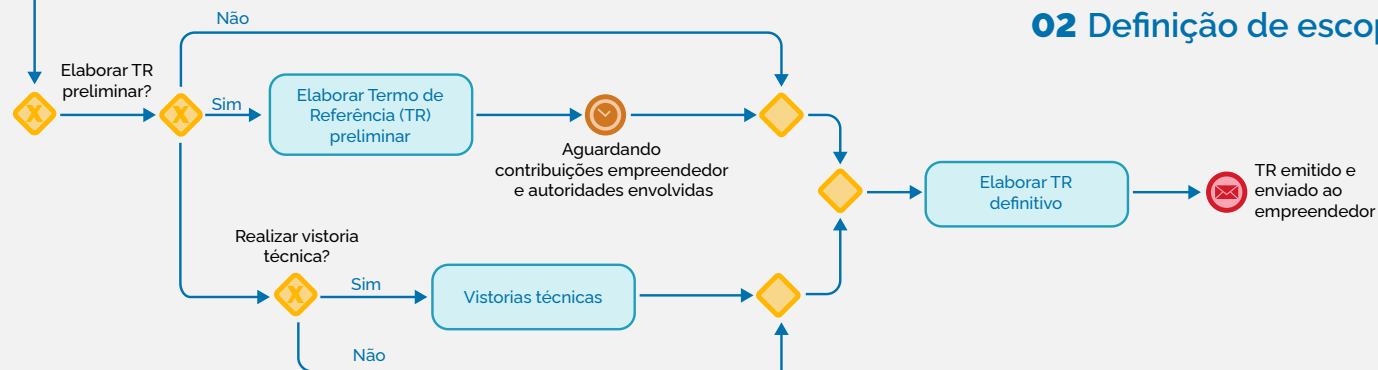 Não
02 Definição de escop
Elaborar TR
preliminar?
X
X
Sim
Elaborar Termo de
Referência (TR)
preliminar
Aguardando
contribuições empreendedor
e autoridades envolvidas
Elaborar TR
definitivo
TR emitido e
enviado ao
empreendedor
Realizar vistoria
técnica?
X
Sim
Vistorias técnicas
Não